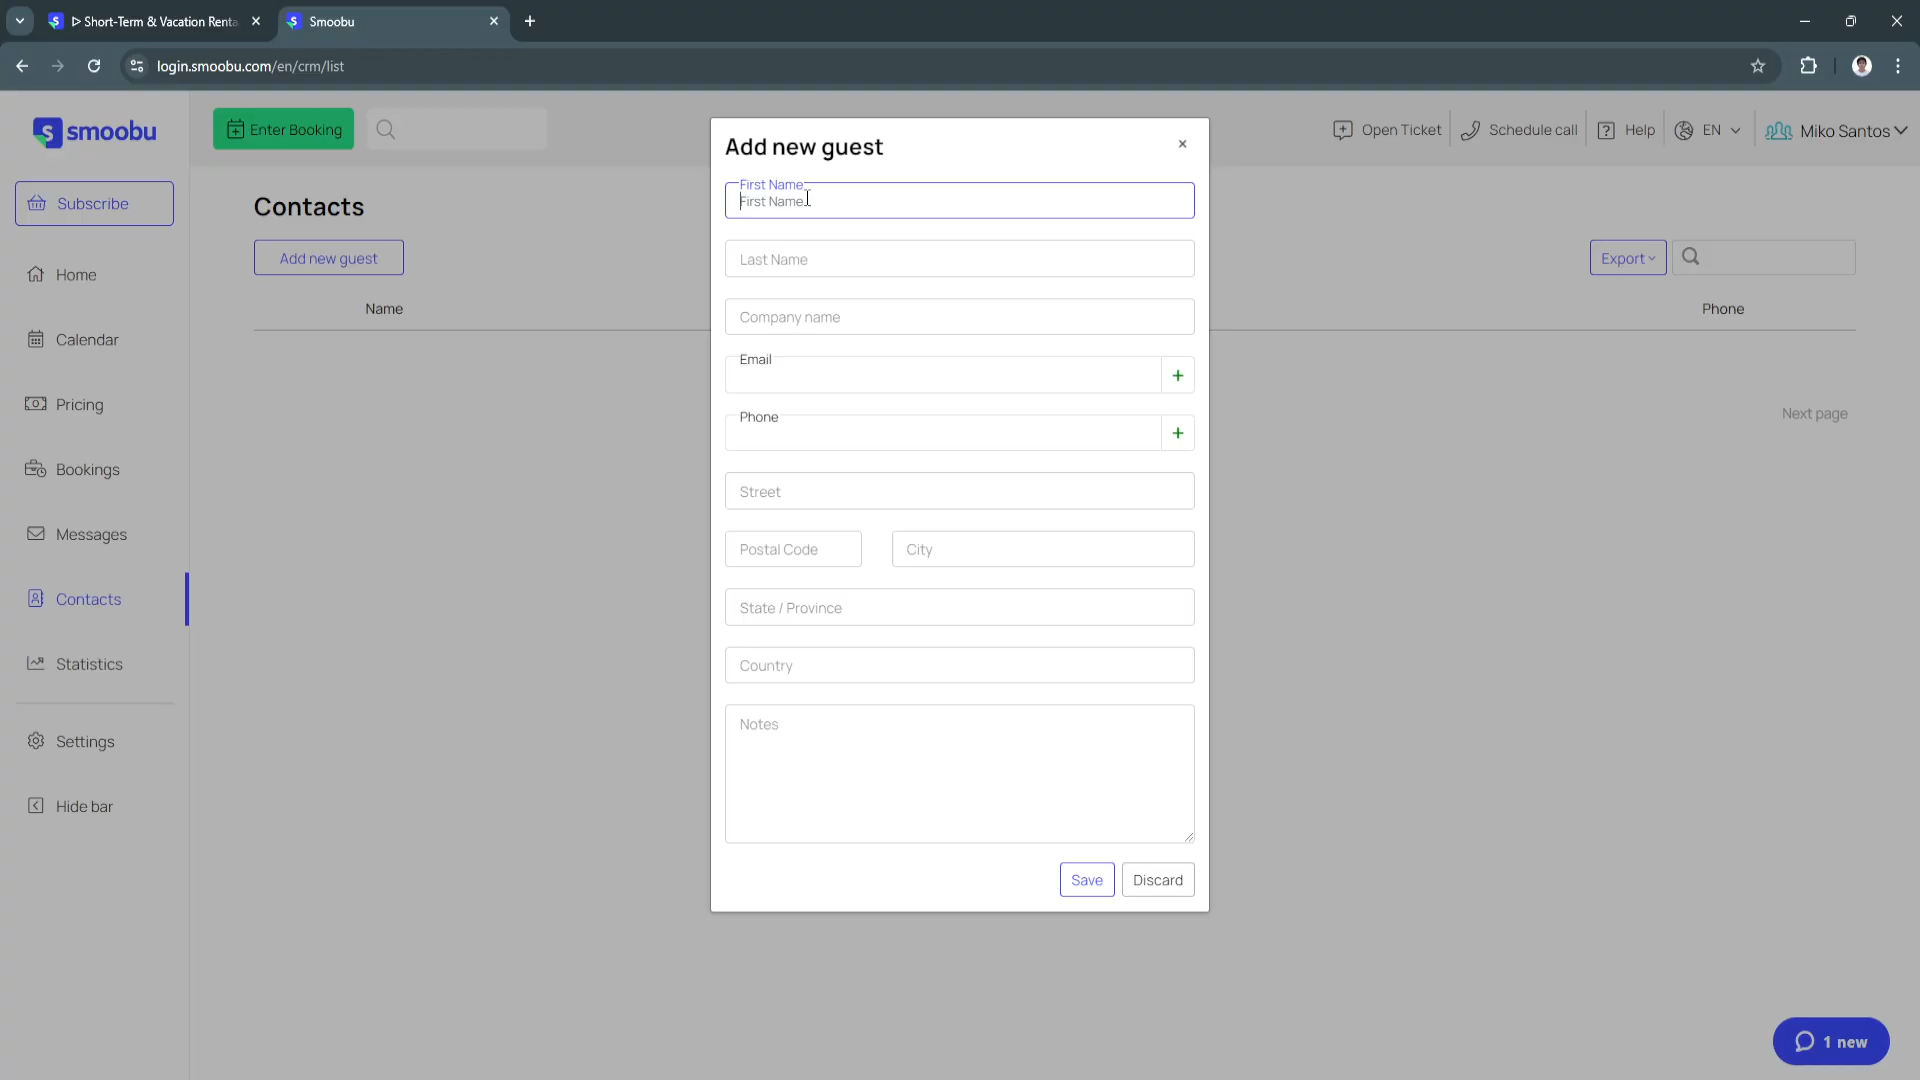 ▷ Short-Term & Vacation Renta
Smoobu
login.smoobu.com/en/crm/list
smoobu
Enter Booking
Open Ticket
Schedule call
Help
EN
Miko Santos
Subscribe
Home
Calendar
Pricing
Bookings
Messages
Contacts
Statistics
Settings
Hide bar
Contacts
Add new guest
Export
Name
Phone
Next page
Add new guest
First Name
First Name
Last Name
Company name
Email
Phone
Street
Postal Code
City
State / Province
Country
Notes
Save
Discard
1 new